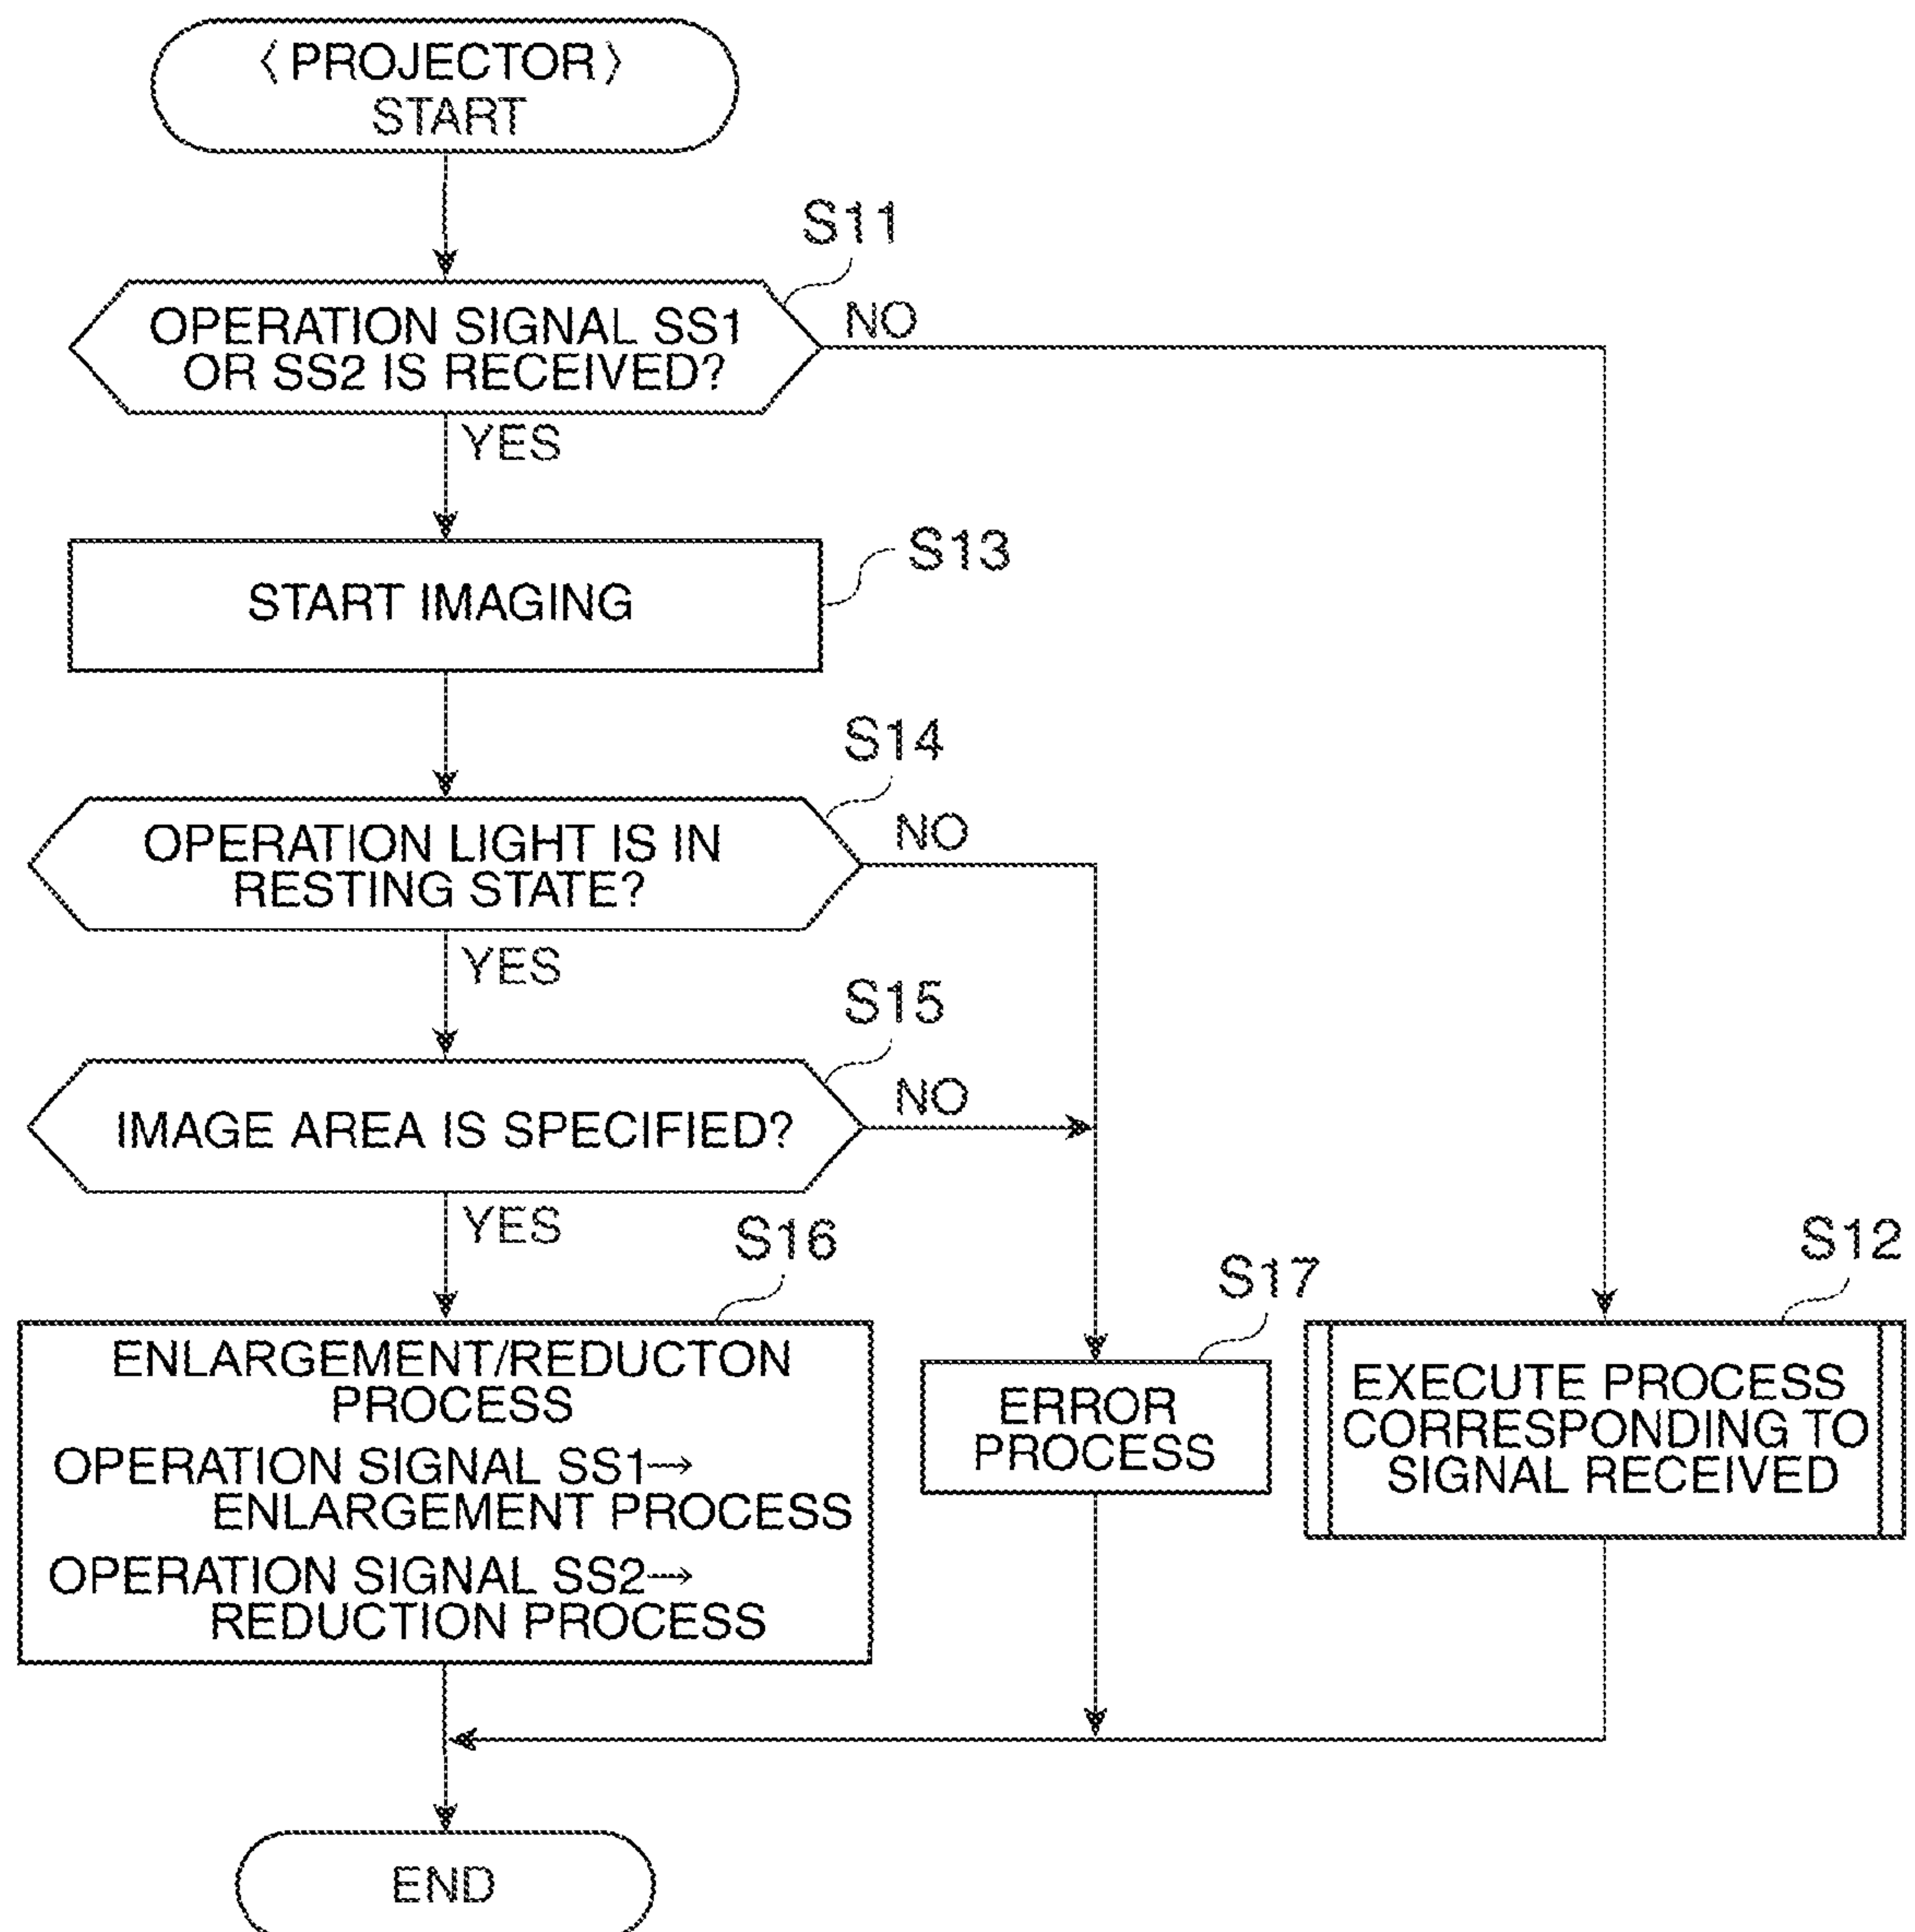 〈 PROJECTOR 〉
START
S11
OPERATION SIGNAL SS1
OR SS2 IS RECEIVED?
NO
YES
START IMAGING
S13
S14
OPERATION LIGHT IS IN
RESTING STATE?
NO
YES
S15
IMAGE AREA IS SPECIFIED?
NO
YES
S16
ENLARGEMENT/REDUCTON
PROCESS
OPERATION SIGNAL SS1→
ENLARGEMENT PROCESS
OPERATION SIGNAL SS2→
REDUCTION PROCESS
S17
ERROR
PROCESS
S12
EXECUTE PROCESS
CORRESPONDING TO
SIGNAL RECEIVED
END